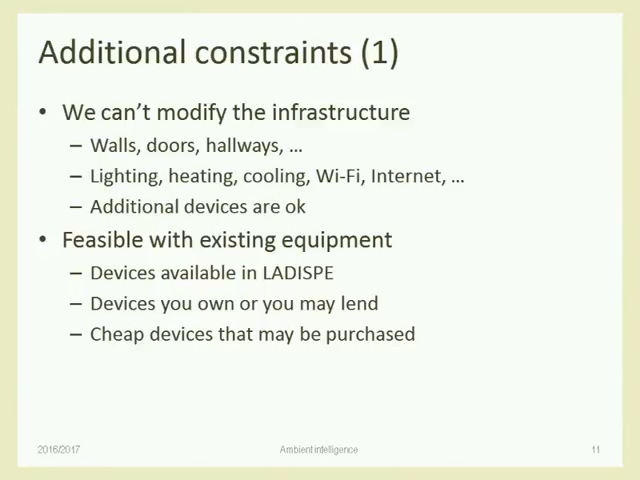 Additional constraints (1)
• We can't modify the infrastructure
– Walls, doors, hallways, …
– Lighting, heating, cooling, Wi-Fi, Internet, …
– Additional devices are ok
• Feasible with existing equipment
– Devices available in LADISPE
– Devices you own or you may lend
– Cheap devices that may be purchased
2016/2017
Ambient intelligence
11